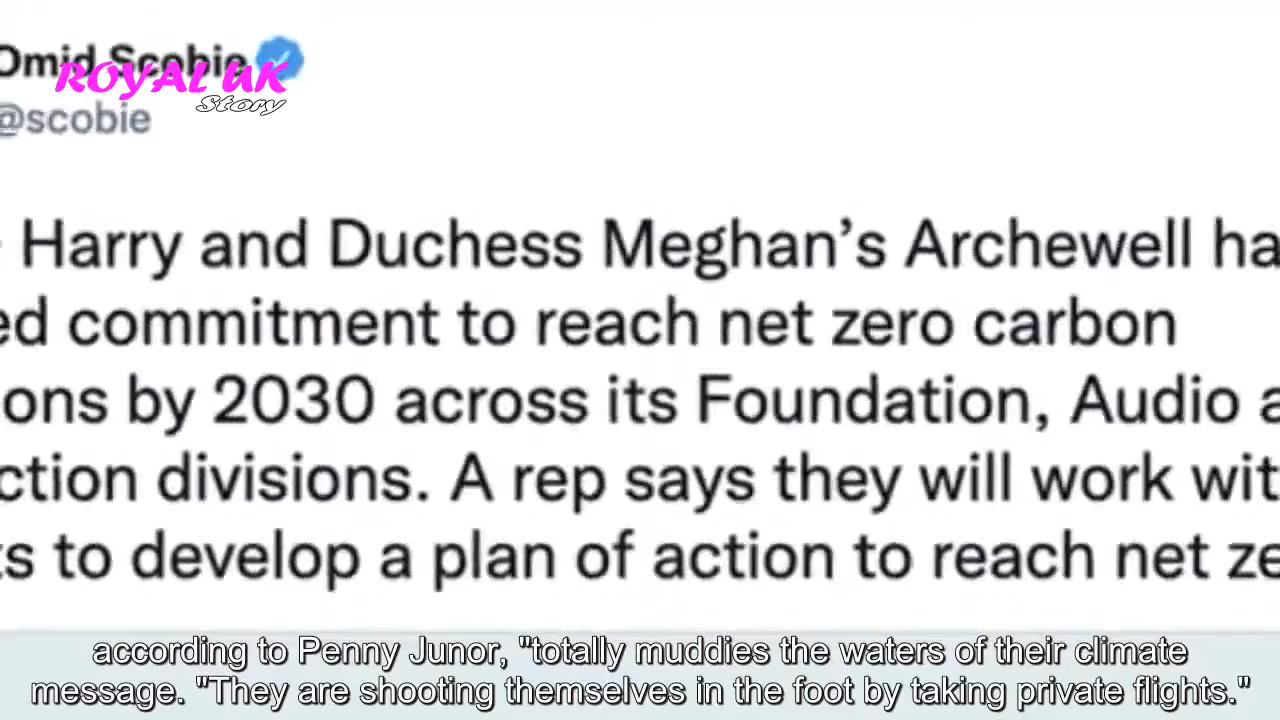 Omid Scobie
ROYAL UK
Story
@scobie
Harry and Duchess Meghan’s Archewell ha
ed commitment to reach net zero carbon
ons by 2030 across its Foundation, Audio a
ction divisions. A rep says they will work wit
ts to develop a plan of action to reach net ze
according to Penny Junor, "totally muddies the waters of their climate
message. "They are shooting themselves in the foot by taking private flights."